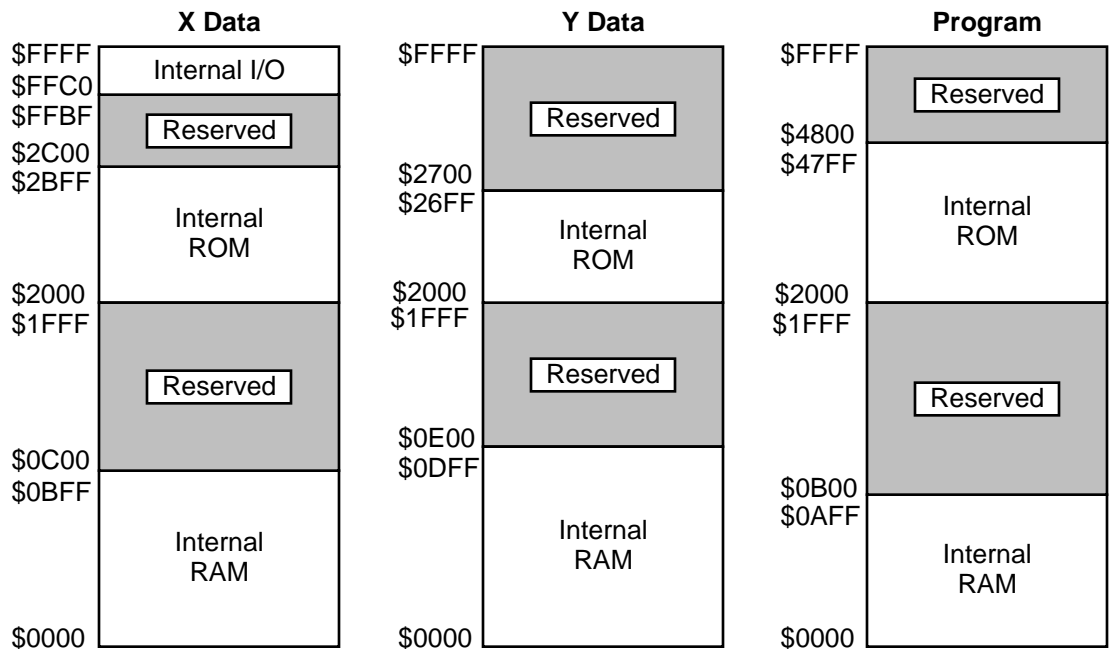 X Data
$FFFF
Internal I/O
$FFC0
$FFBF
Reserved
$2C00
$2BFF
Internal
ROM
$2000
$1FFF
Reserved
$0C00
$0BFF
Internal
RAM
$0000
Y Data
$FFFF
Reserved
$2700
$26FF
Internal
ROM
$2000
$1FFF
Reserved
$0E00
$0DFF
Internal
RAM
$0000
Program
$FFFF
Reserved
$4800
$47FF
Internal
ROM
$2000
$1FFF
Reserved
$0B00
$0AFF
Internal
RAM
$0000